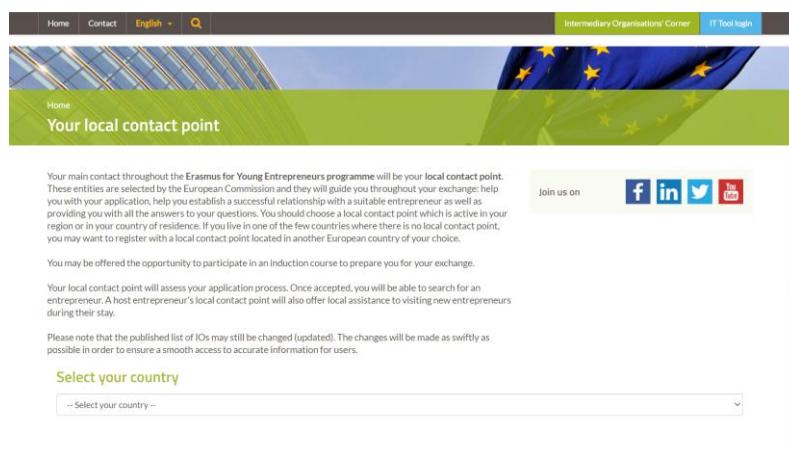 Home Contact English Intermediary Organisations' Corner IT Tool login
Home
Your local contact point
Your main contact throughout the Erasmus for Young Entrepreneurs programme will be your local contact point.
These entities are selected by the European Commission and they will guide you throughout your exchange: help
you with your application, help you establish a successful relationship with a suitable entrepreneur as well as
providing you with all the answers to your questions. You should choose a local contact point which is active in your
region or in your country of residence. If you live in one of the few countries where there is no local contact point,
you may want to register with a local contact point located in another European country of your choice.
Join us on
You Tube
You may be offered the opportunity to participate in an induction course to prepare you for your exchange.
Your local contact point will assess your application process. Once accepted, you will be able to search for an
entrepreneur. A host entrepreneur's local contact point will also offer local assistance to visiting new entrepreneurs
during their stay.
Please note that the published list of IOs may still be changed (updated). The changes will be made as swiftly as
possible in order to ensure a smooth access to accurate information for users.
Select your country
-- Select your country --